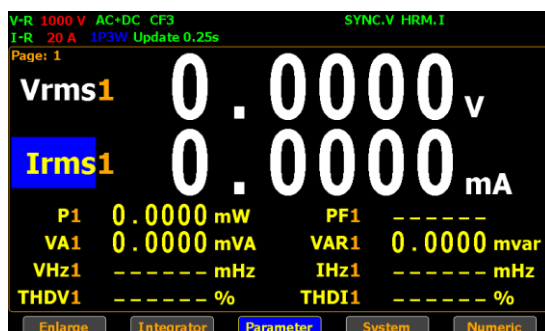 V-R 1000 V AC+DC CF3 SYNC.V HRM.I
I-R 20 A 1P3W Update 0.25s
Page: 1
Vrms1 0.0000 V
Irms1 0.0000 mA
P1 0.0000 mW PF1 ------
VA1 0.0000 mVA VAR1 0.0000 mvar
VHz1 ------ mHz IHz1 ------ mHz
THDV1 ------ % THDI1 ------ %
Enlarge Integrator Parameter System Numeric